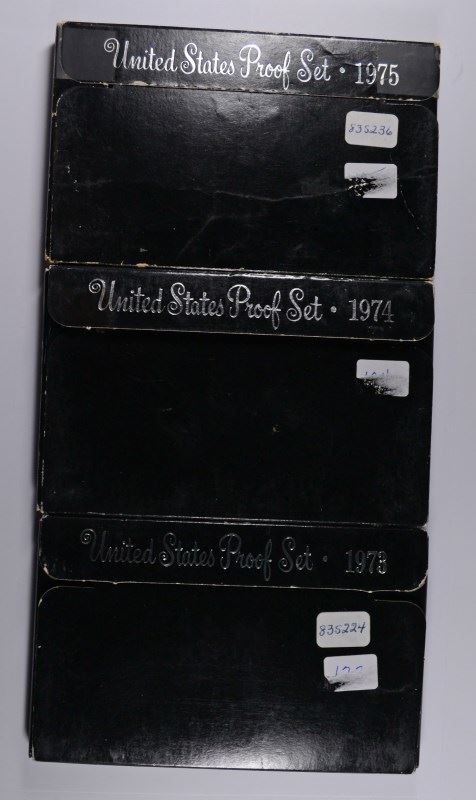 United States Proof Set · 1975
835236
United States Proof Set · 1974
United States Proof Set · 1973
835224